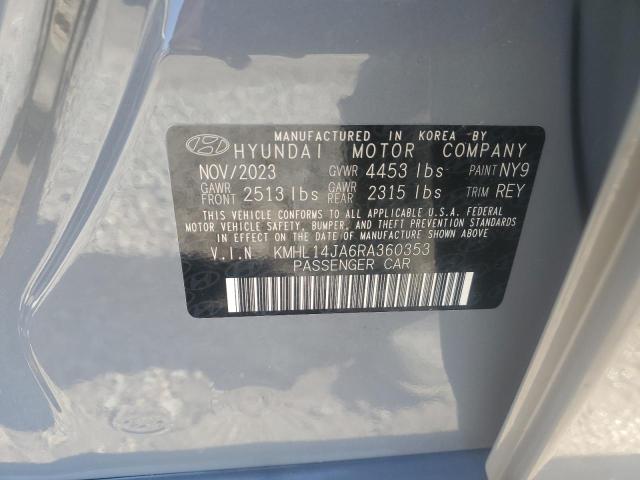 MANUFACTURED IN KOREA BY
HYUNDAI MOTOR COMPANY
NOV/2023 GVWR 4453 lbs PAINT NY9
GAWR FRONT 2513 lbs GAWR REAR 2315 lbs TRIM REY
THIS VEHICLE CONFORMS TO ALL APPLICABLE U.S.A. FEDERAL
MOTOR VEHICLE SAFETY, BUMPER, AND THEFT PREVENTION STANDARDS
IN EFFECT ON THE DATE OF MANUFACTURE SHOWN ABOVE
V.I.N KMHL14JA6RA360353
PASSENGER CAR